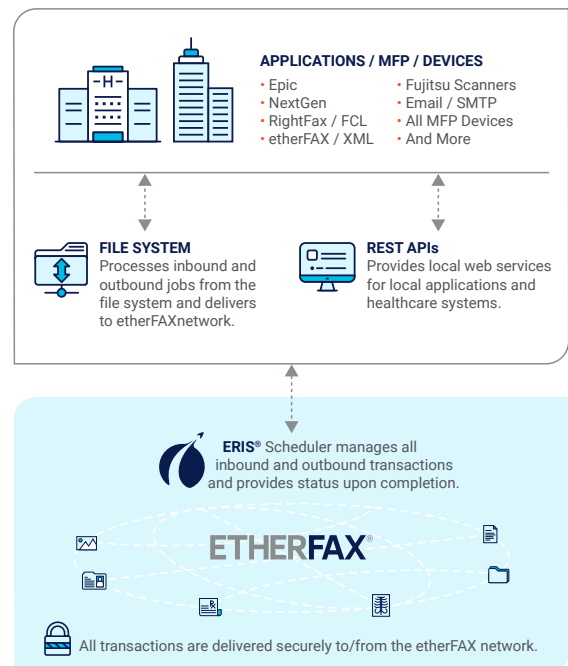 -H-
APPLICATIONS / MFP / DEVICES
• Epic
• NextGen
• RightFax / FCL
• etherFAX / XML
• Fujitsu Scanners
• Email / SMTP
• All MFP Devices
• And More
FILE SYSTEM
Processes inbound and
outbound jobs from the
file system and delivers
to etherFAXnetwork.
REST APIs
Provides local web services
for local applications and
healthcare systems.
ERIS® Scheduler manages all
inbound and outbound transactions
and provides status upon completion.
ETHERFAX®
All transactions are delivered securely to/from the etherFAX network.